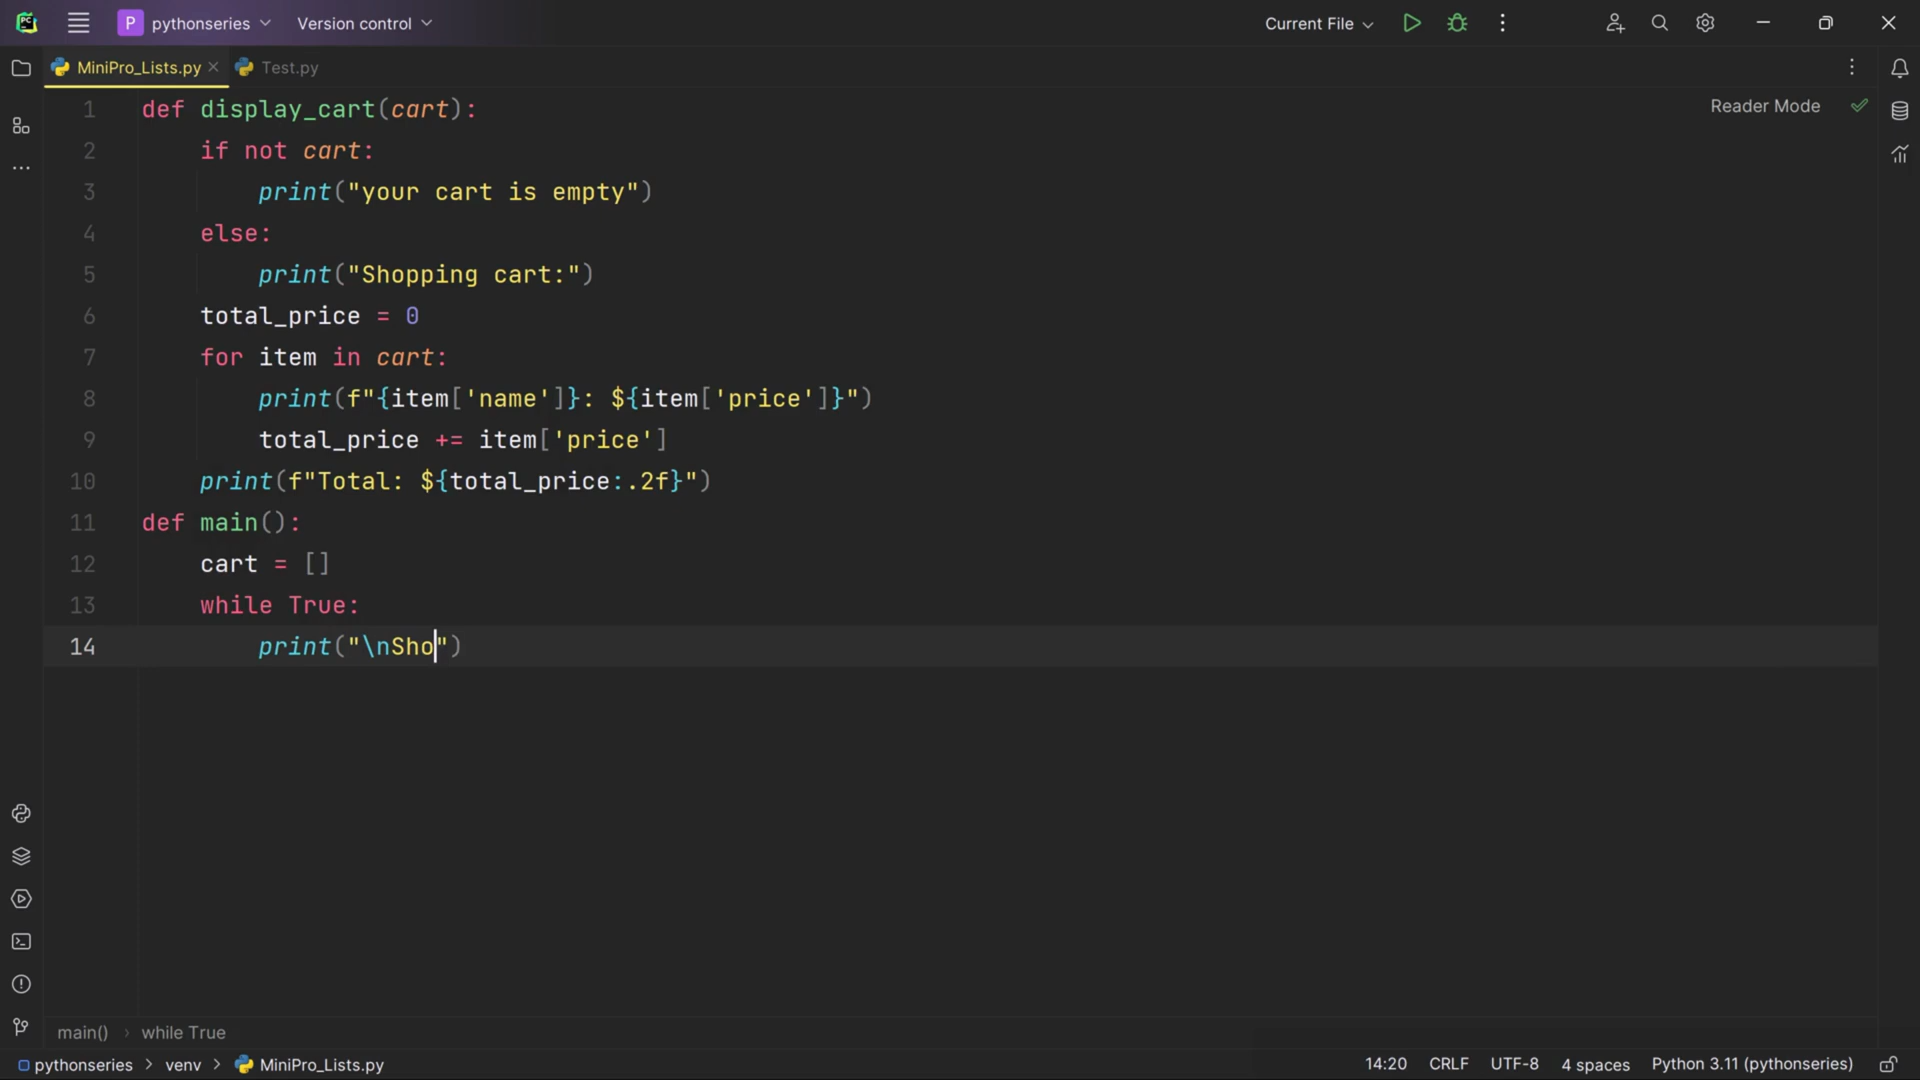 P pythonseries Version control Current File
MiniPro_Lists.py Test.py
Reader Mode
1 def display_cart(cart):
2 if not cart:
3 print("your cart is empty")
4 else:
5 print("Shopping cart:")
6 total_price = 0
7 for item in cart:
8 print(f"{item['name']}: ${item['price']}")
9 total_price += item['price']
10 print(f"Total: ${total_price:.2f}")
11 def main():
12 cart = []
13 while True:
14 print("\nSho")
main() › while True
pythonseries > venv > MiniPro_Lists.py 14:20 CRLF UTF-8 4 spaces Python 3.11 (pythonseries)